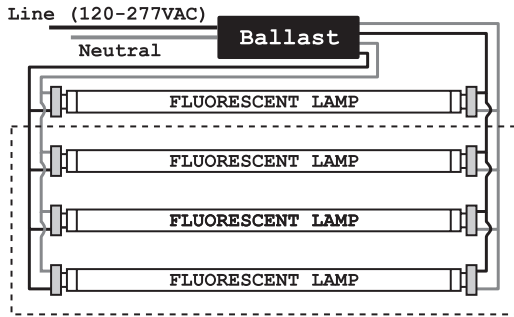 Line (120-277VAC)
Ballast
Neutral
FLUORESCENT LAMP
FLUORESCENT LAMP
FLUORESCENT LAMP
FLUORESCENT LAMP